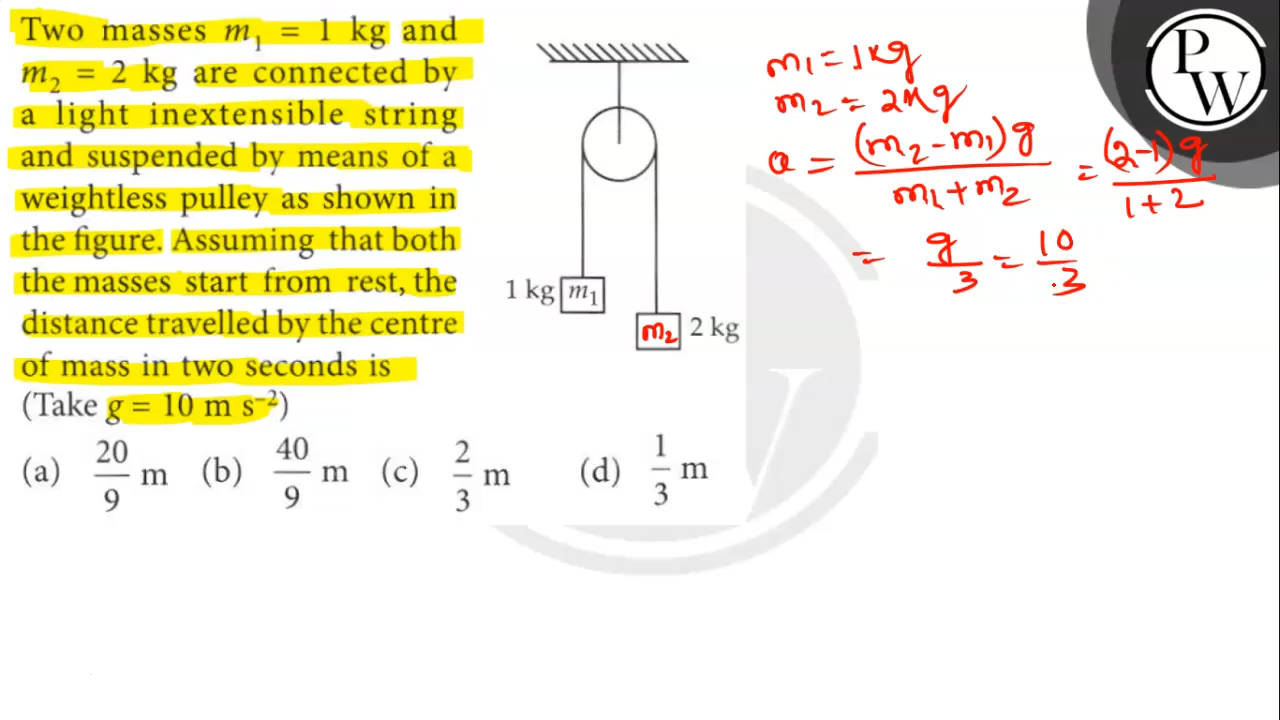 Two masses m₁ = 1 kg and
m₂ = 2 kg are connected by
a light inextensible string
and suspended by means of a
weightless pulley as shown in
the figure. Assuming that both
the masses start from rest, the
distance travelled by the centre
of mass in two seconds is
(Take g = 10 m s⁻²)
(a) 20/9 m (b) 40/9 m (c) 2/3 m (d) 1/3 m
1 kg m₁
m₂ 2 kg
m₁ = 1kg
m₂ = 2kg
a = (m₂ - m₁)g / m₁ + m₂ = (2-1)g / 1+2
= g/3 = 10/3
P
W